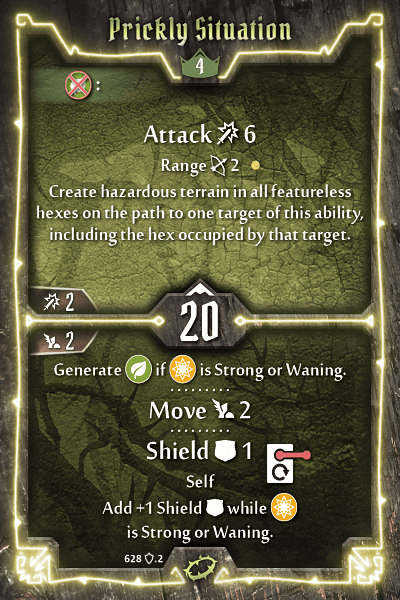 Prickly Situation
4
:
Attack 6
Range 2
Create hazardous terrain in all featureless
hexes on the path to one target of this ability,
including the hex occupied by that target.
2
20
2
Generate if is Strong or Waning.
Move 2
Shield 1
Self
Add +1 Shield while
is Strong or Waning.
628 .2